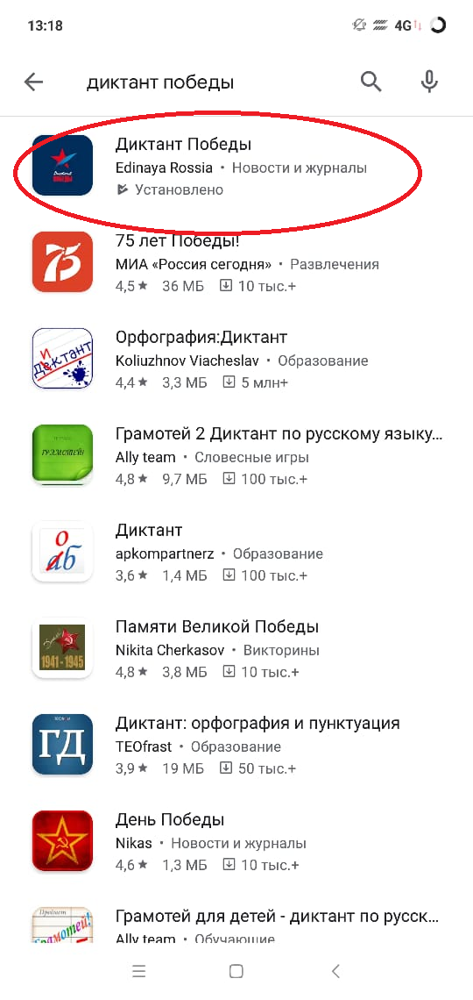 13:18
4G
диктант победы
Диктант Победы
Edinaya Rossia • Новости и журналы
Установлено
Диктант
ПОБЕДЫ
75 лет Победы!
МИА «Россия сегодня» • Развлечения
4,5 ★ 36 МБ 10 тыс.+
75
Орфография:Диктант
Koliuzhnov Viacheslav • Образование
4,4 ★ 3,3 МБ 5 млн+
Грамотей 2 Диктант по русскому языку...
Ally team • Словесные игры
4,8 ★ 9,7 МБ 100 тыс.+
ГРАМОТЕЙ!
Диктант
apkompartnerz • Образование
3,6 ★ 1,4 МБ 100 тыс.+
о
аб
Памяти Великой Победы
Nikita Cherkasov • Викторины
4,8 ★ 3,8 МБ 10 тыс.+
1941-1945
Диктант: орфография и пунктуация
TEOfrast • Образование
3,9 ★ 19 МБ 50 тыс.+
ГД
День Победы
Nikas • Новости и журналы
4,6 ★ 1,3 МБ 10 тыс.+
Грамотей для детей - диктант по русск...
Ally team • Обучающие
Предмет